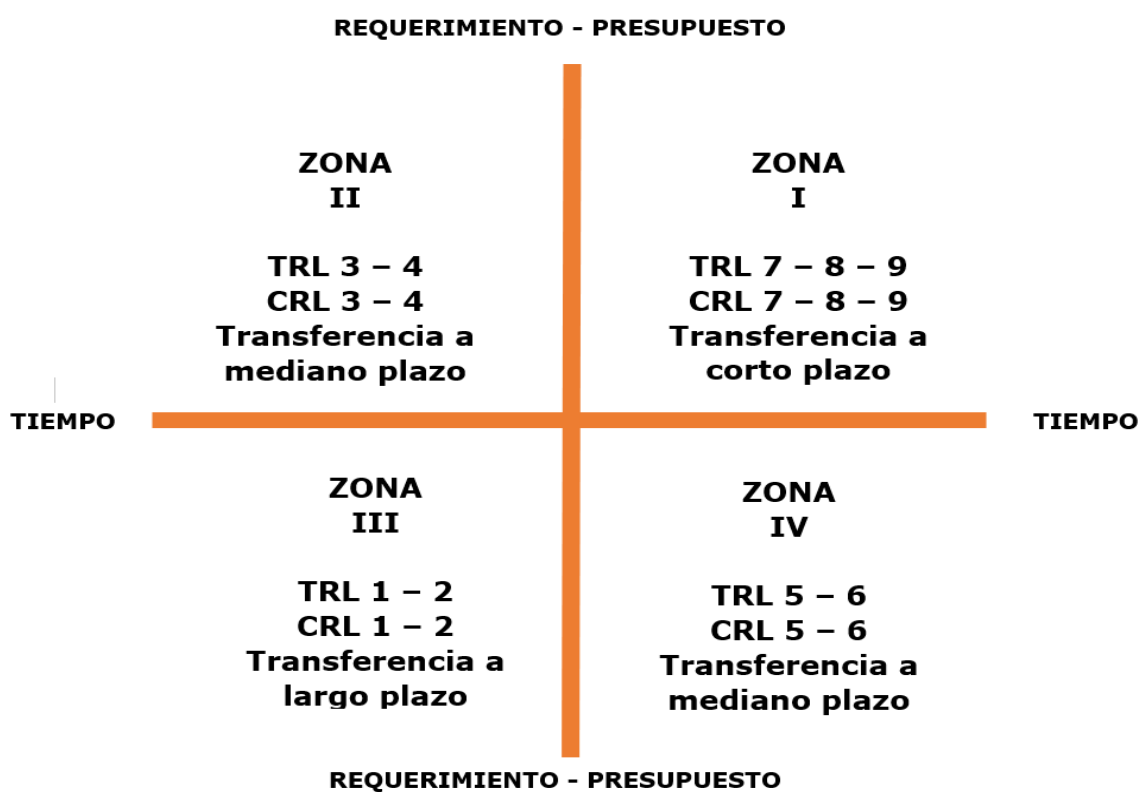 REQUERIMIENTO - PRESUPUESTO
ZONA
II
TRL 3 – 4
CRL 3 – 4
Transferencia a
mediano plazo
ZONA
I
TRL 7 – 8 – 9
CRL 7 – 8 – 9
Transferencia a
corto plazo
TIEMPO
TIEMPO
ZONA
III
TRL 1 – 2
CRL 1 – 2
Transferencia a
largo plazo
ZONA
IV
TRL 5 – 6
CRL 5 – 6
Transferencia a
mediano plazo
REQUERIMIENTO - PRESUPUESTO